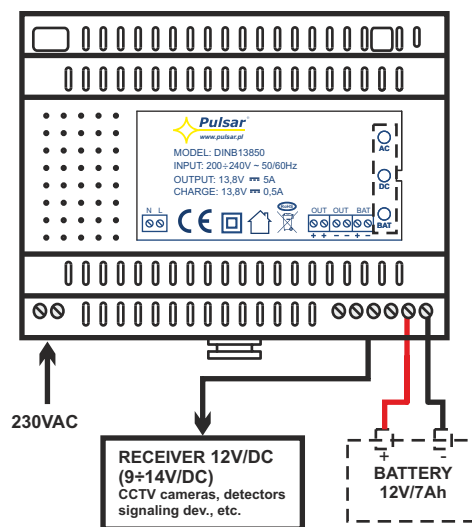 Pulsar®
www.pulsar.pl
MODEL: DINB13850
INPUT: 200÷240V ~ 50/60Hz
OUTPUT: 13,8V ⎓ 5A
CHARGE: 13,8V ⎓ 0,5A
AC
DC
BAT
N L
CE
RoHS
OUT OUT BAT
+ + − − + −
230VAC
RECEIVER 12V/DC
(9÷14V/DC)
CCTV cameras, detectors
signaling dev., etc.
+ -
BATTERY
12V/7Ah